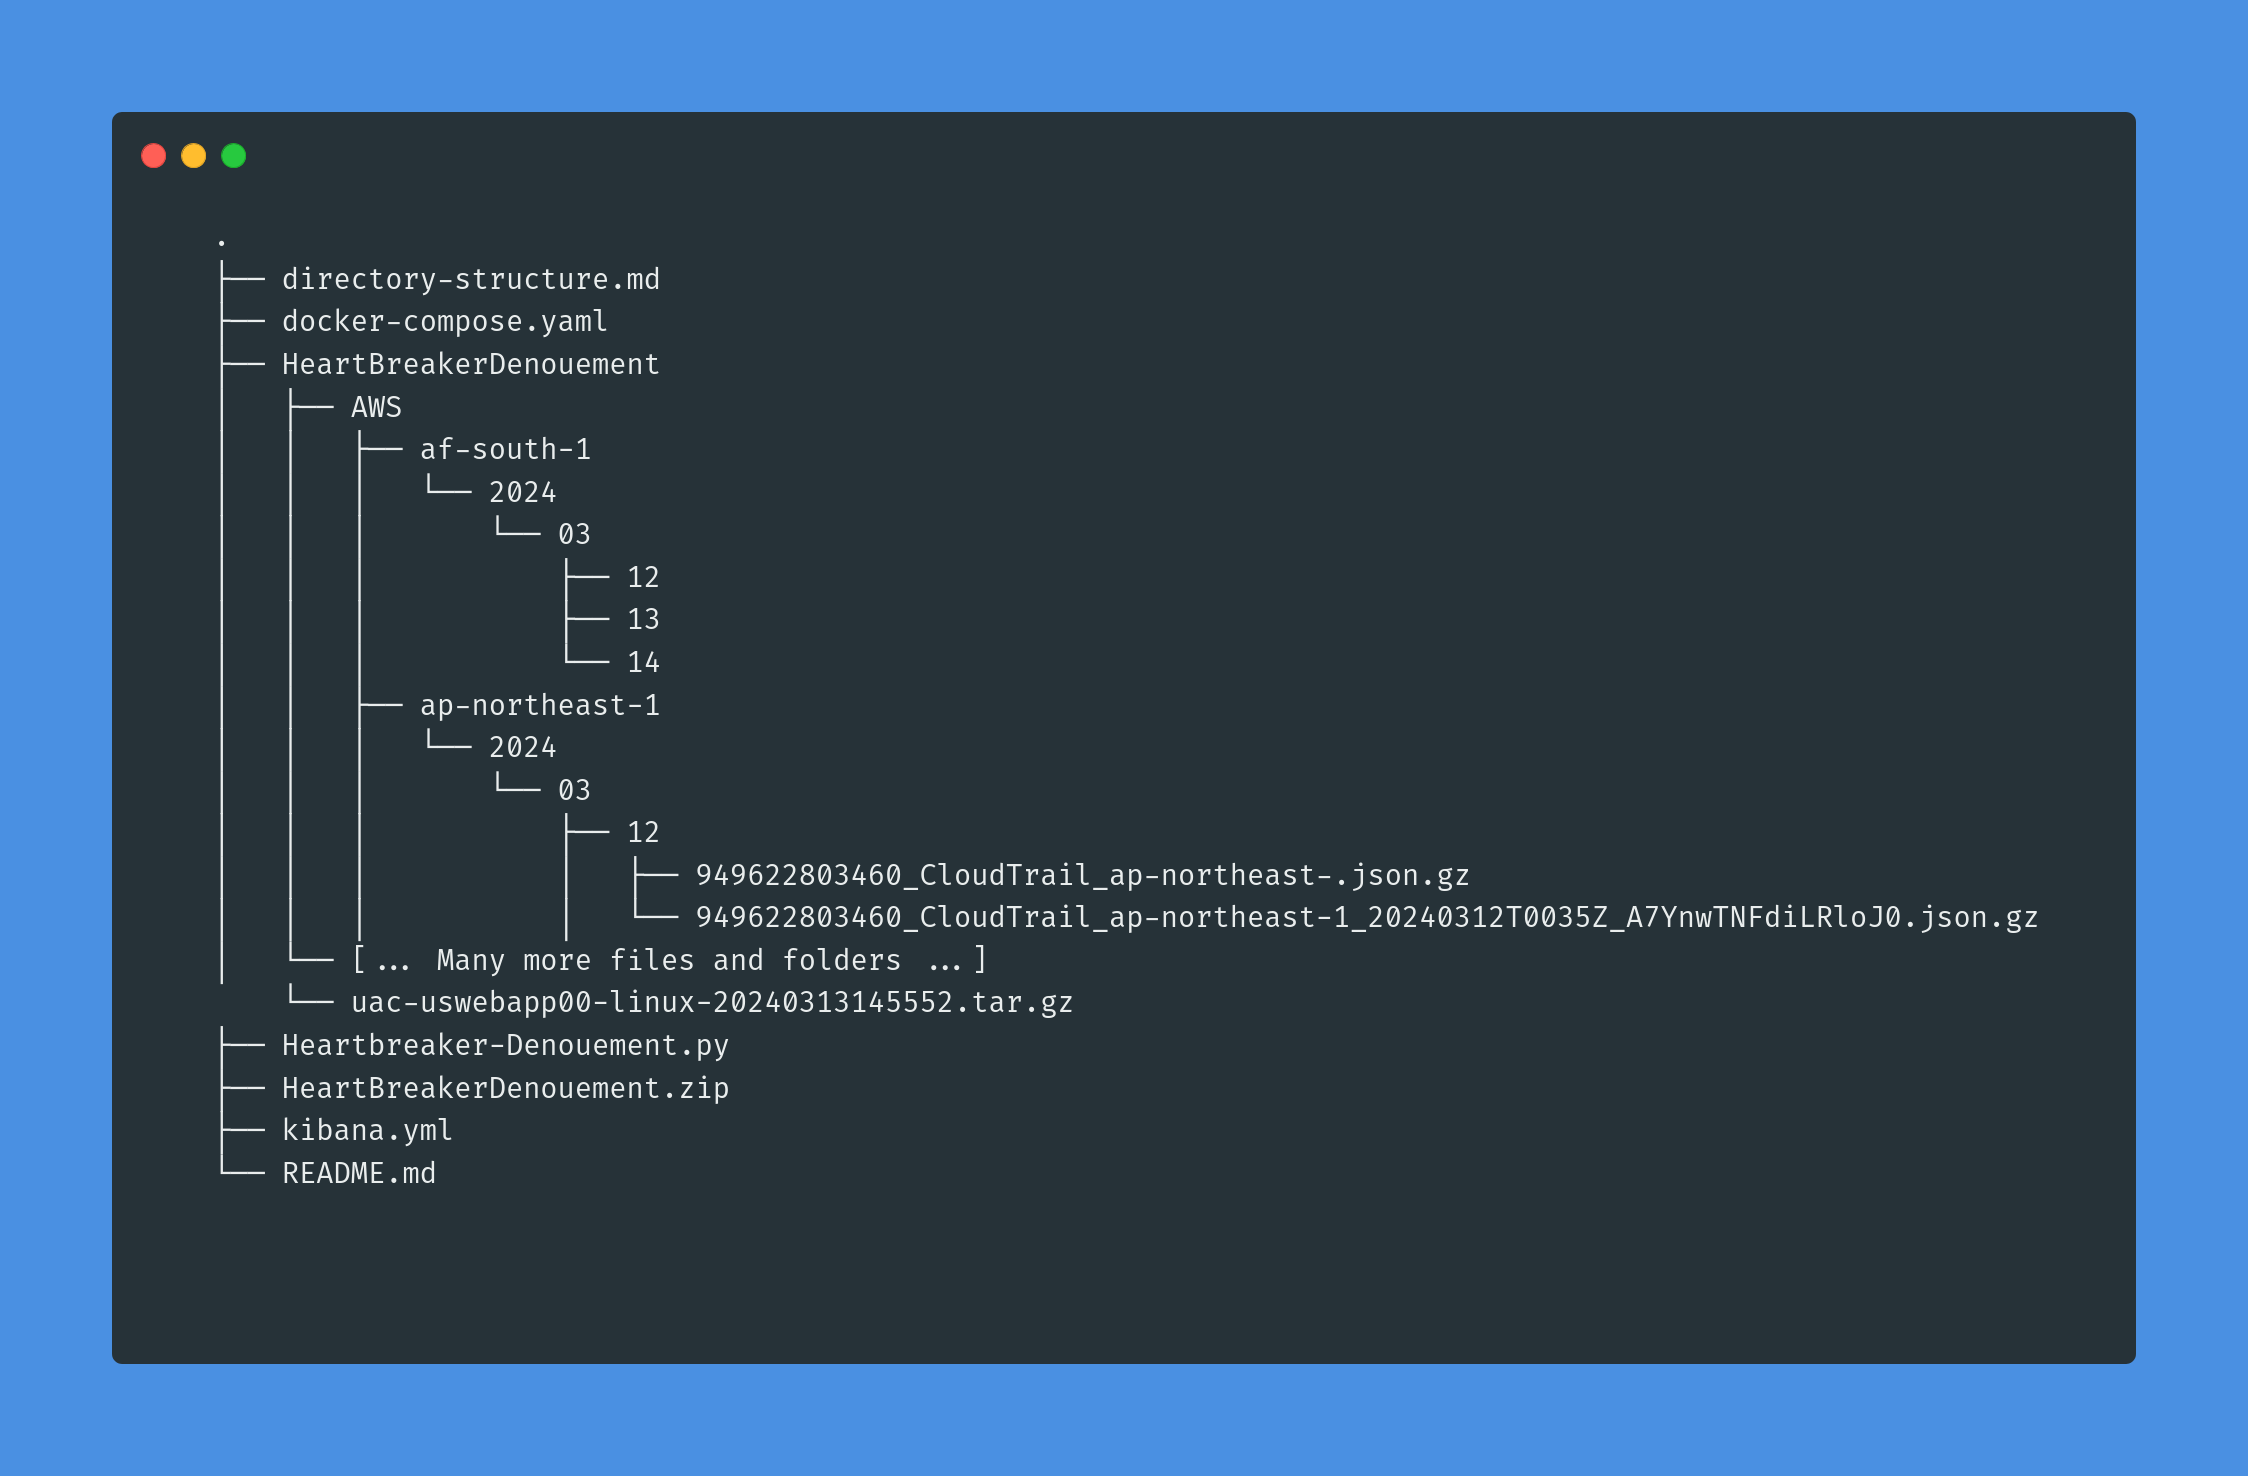 .
├── directory-structure.md
├── docker-compose.yaml
├── HeartBreakerDenouement
│   ├── AWS
│   │   ├── af-south-1
│   │   │   └── 2024
│   │   │       └── 03
│   │   │           ├── 12
│   │   │           ├── 13
│   │   │           └── 14
│   │   ├── ap-northeast-1
│   │   │   └── 2024
│   │   │       └── 03
│   │   │           ├── 12
│   │   │           │   ├── 949622803460_CloudTrail_ap-northeast-.json.gz
│   │   │           │   └── 949622803460_CloudTrail_ap-northeast-1_20240312T0035Z_A7YnwTNFdiLRloJ0.json.gz
│   └── [... Many more files and folders ...]
    └── uac-uswebapp00-linux-20240313145552.tar.gz
├── Heartbreaker-Denouement.py
├── HeartBreakerDenouement.zip
├── kibana.yml
└── README.md